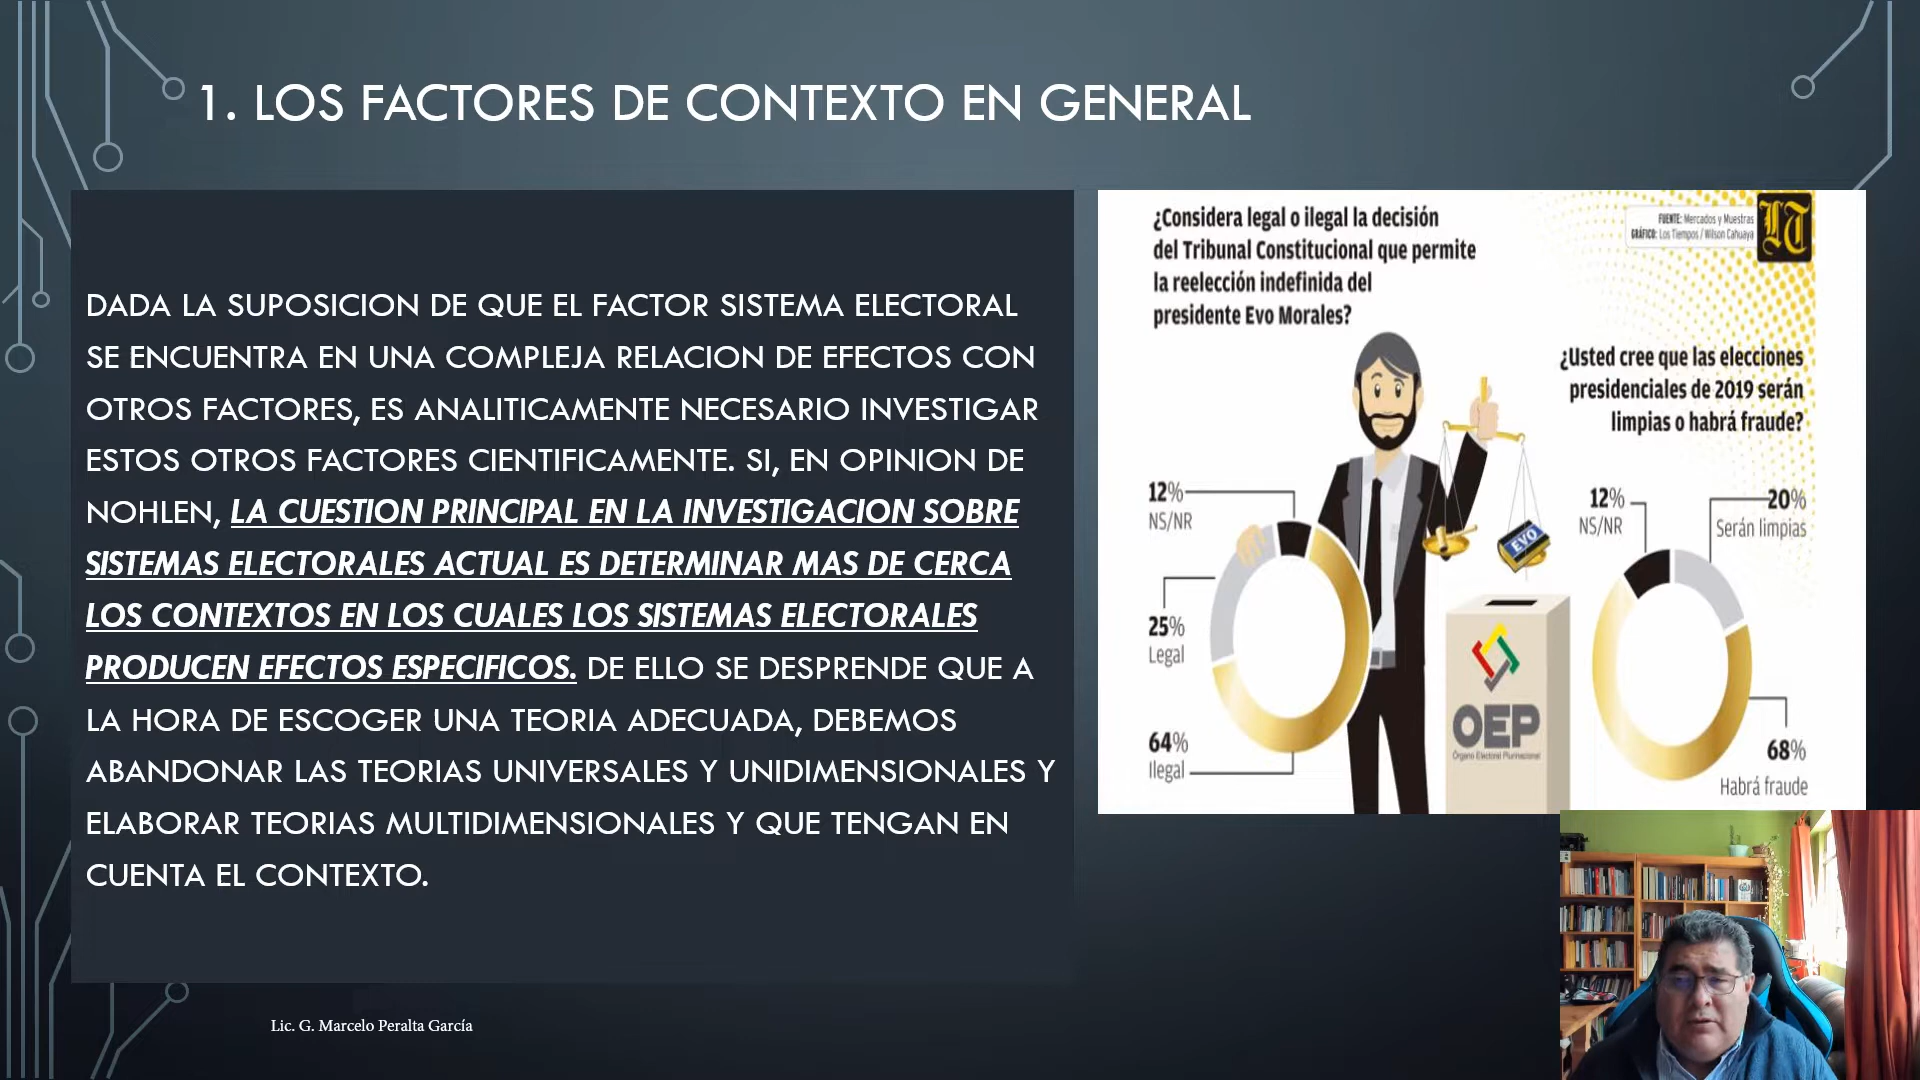 1. LOS FACTORES DE CONTEXTO EN GENERAL
DADA LA SUPOSICION DE QUE EL FACTOR SISTEMA ELECTORAL
SE ENCUENTRA EN UNA COMPLEJA RELACION DE EFECTOS CON
OTROS FACTORES, ES ANALITICAMENTE NECESARIO INVESTIGAR
ESTOS OTROS FACTORES CIENTIFICAMENTE. SI, EN OPINION DE
NOHLEN, LA CUESTION PRINCIPAL EN LA INVESTIGACION SOBRE
SISTEMAS ELECTORALES ACTUAL ES DETERMINAR MAS DE CERCA
LOS CONTEXTOS EN LOS CUALES LOS SISTEMAS ELECTORALES
PRODUCEN EFECTOS ESPECIFICOS. DE ELLO SE DESPRENDE QUE A
LA HORA DE ESCOGER UNA TEORIA ADECUADA, DEBEMOS
ABANDONAR LAS TEORIAS UNIVERSALES Y UNIDIMENSIONALES Y
ELABORAR TEORIAS MULTIDIMENSIONALES Y QUE TENGAN EN
CUENTA EL CONTEXTO.
¿Considera legal o ilegal la decisión
del Tribunal Constitucional que permite
la reelección indefinida del
presidente Evo Morales?
FUENTE: Mercados y Muestras
GRÁFICO: Los Tiempos / Wilson Cahuaya
LT
¿Usted cree que las elecciones
presidenciales de 2019 serán
limpias o habrá fraude?
12%
NS/NR
25%
Legal
64%
Ilegal
EVO
OEP
Órgano Electoral Plurinacional
12%
NS/NR
20%
Serán limpias
68%
Habrá fraude
Lic. G. Marcelo Peralta García